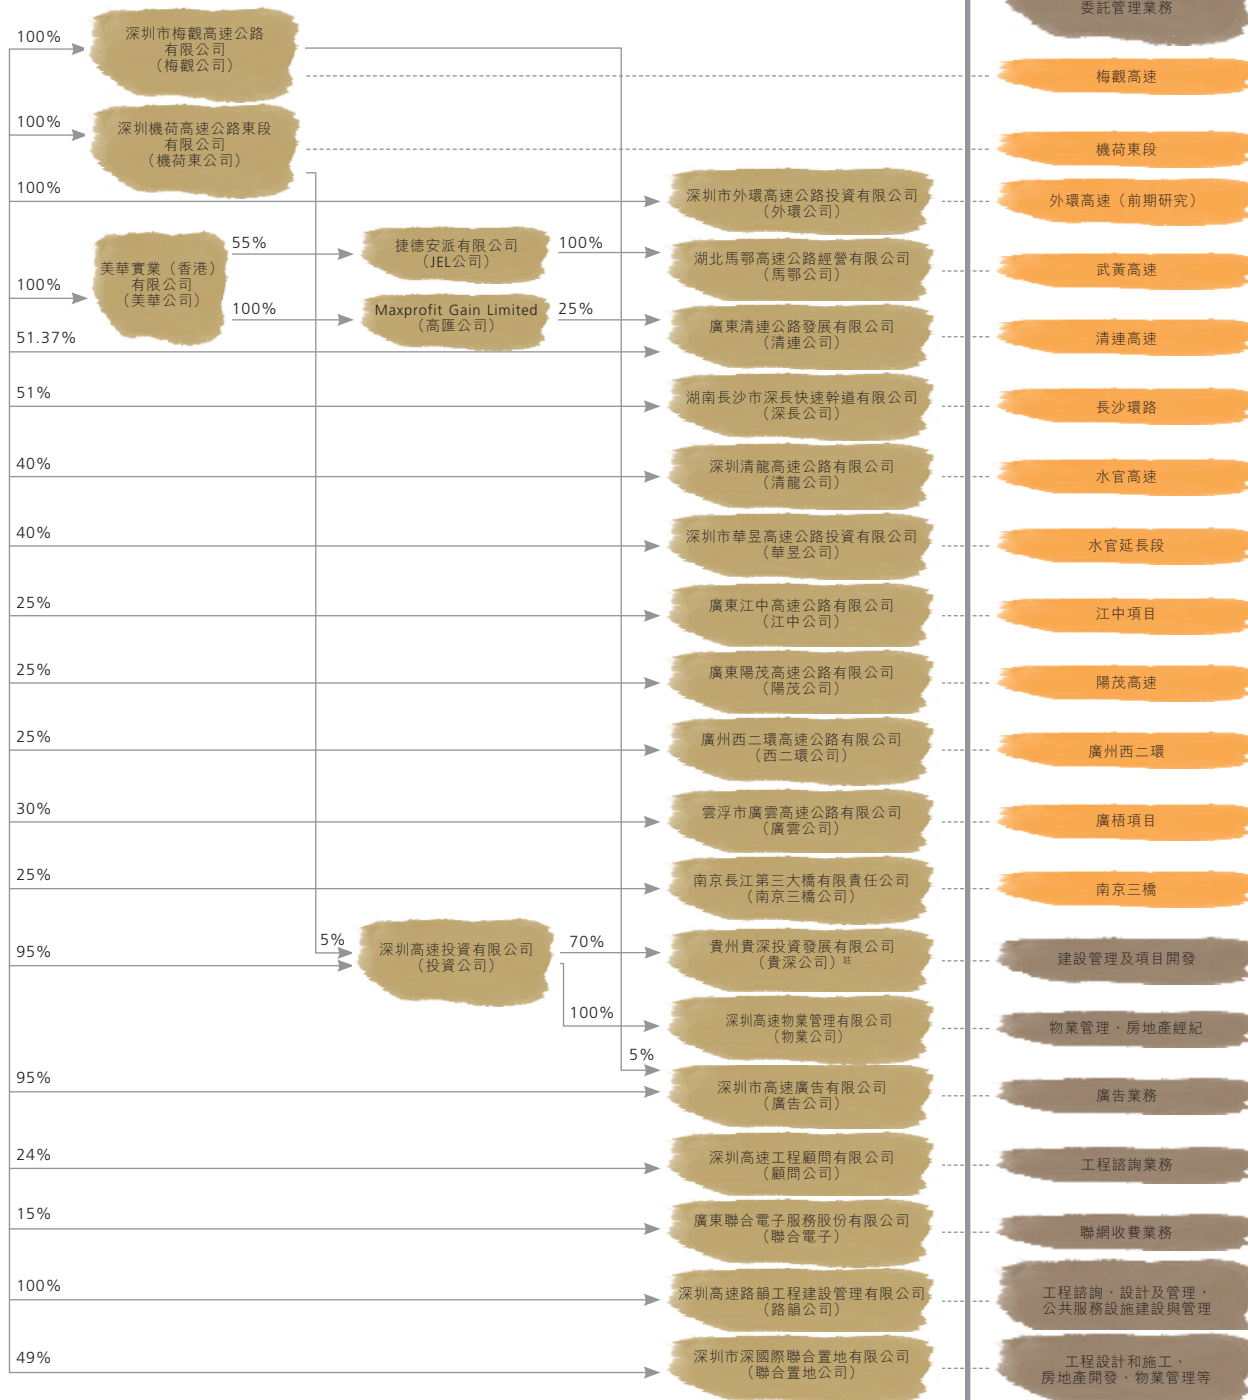 委託管理業務
100%
深圳市梅觀高速公路
有限公司
（梅觀公司）
梅觀高速
100%
深圳機荷高速公路東段
有限公司
（機荷東公司）
機荷東段
100%
深圳市外環高速公路投資有限公司
（外環公司）
外環高速（前期研究）
100%
美華實業（香港）
有限公司
（美華公司）
55%
捷德安派有限公司
（JEL公司）
100%
湖北馬鄂高速公路經營有限公司
（馬鄂公司）
武黃高速
100%
Maxprofit Gain Limited
（高匯公司）
25%
廣東清連公路發展有限公司
（清連公司）
清連高速
51.37%
51%
湖南長沙市深長快速幹道有限公司
（深長公司）
長沙環路
40%
深圳清龍高速公路有限公司
（清龍公司）
水官高速
40%
深圳市華昱高速公路投資有限公司
（華昱公司）
水官延長段
25%
廣東江中高速公路有限公司
（江中公司）
江中項目
25%
廣東陽茂高速公路有限公司
（陽茂公司）
陽茂高速
25%
廣州西二環高速公路有限公司
（西二環公司）
廣州西二環
30%
雲浮市廣雲高速公路有限公司
（廣雲公司）
廣梧項目
25%
南京長江第三大橋有限責任公司
（南京三橋公司）
南京三橋
95%
5%
深圳高速投資有限公司
（投資公司）
70%
貴州貴深投資發展有限公司
（貴深公司）註
建設管理及項目開發
100%
深圳高速物業管理有限公司
（物業公司）
物業管理、房地產經紀
5%
95%
深圳市高速廣告有限公司
（廣告公司）
廣告業務
24%
深圳高速工程顧問有限公司
（顧問公司）
工程諮詢業務
15%
廣東聯合電子服務股份有限公司
（聯合電子）
聯網收費業務
100%
深圳高速路韻工程建設管理有限公司
（路韻公司）
工程諮詢、設計及管理，
公共服務設施建設與管理
49%
深圳市深國際聯合置地有限公司
（聯合置地公司）
工程設計和施工、
房地產開發、物業管理等